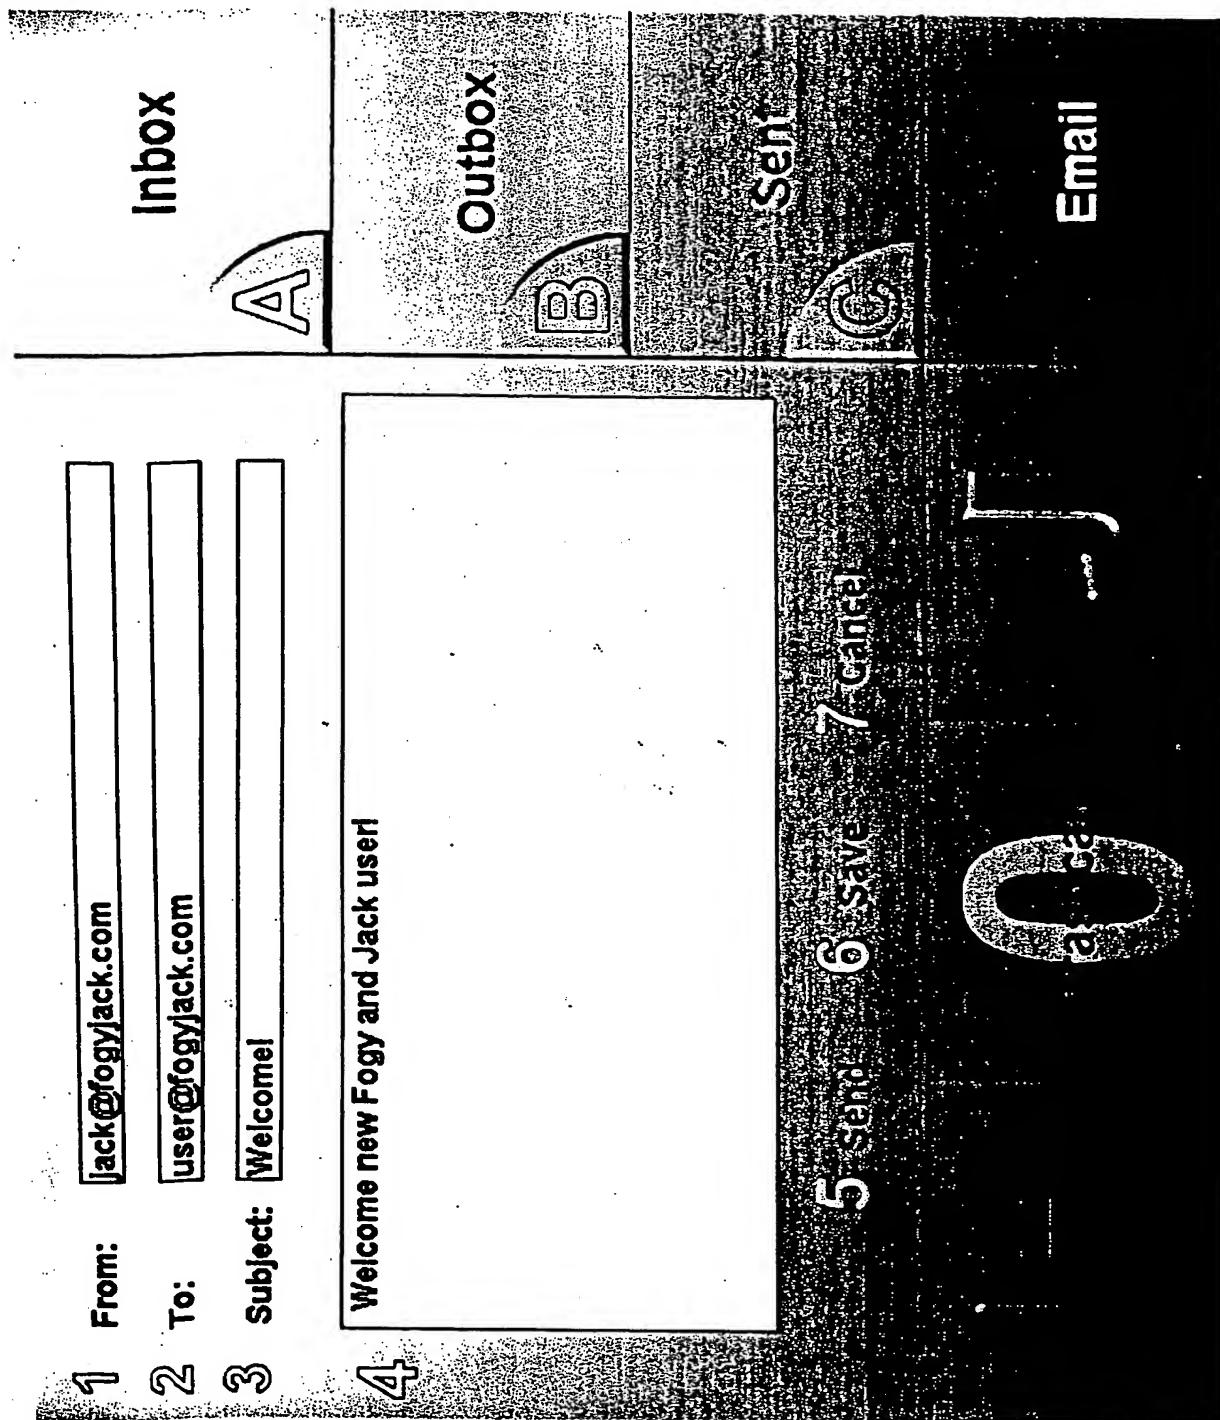 1 From: jack@fogyjack.com
2 To: user@fogyjack.com
3 Subject: Welcome!
4 Welcome new Fogy and Jack user!
5 Send 6 Save 7 Cancel
A Inbox
B Outbox
C Sent
Email
0